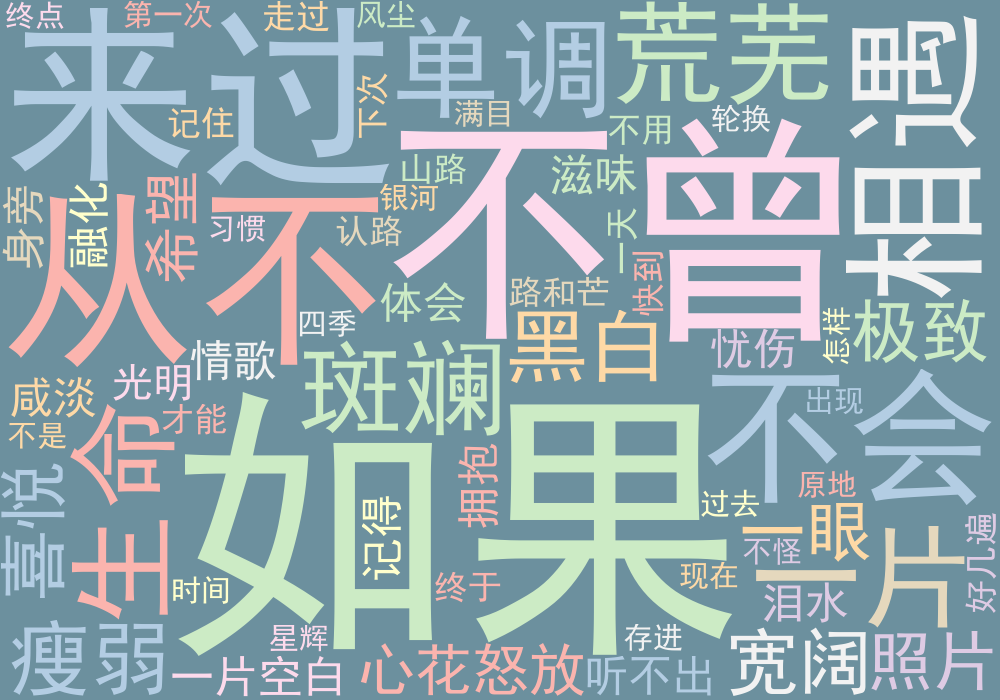 终点
第一次
走过
风尘
来过
单调
荒芜
相遇
下次
记住
满目
不用
轮换
山路
滋味
不曾
身旁
融化
希望
从不
银河
习惯
认路
一天
快到
体会
路和芒
四季
黑白
忧伤
怎样
极致
情歌
斑斓
光明
咸淡
才能
不是
生命
出现
不会
如果
拥抱
记得
喜悦
过去
原地
一眼
不怪
一片
好几遍
时间
终于
现在
泪水
瘦弱
星辉
存进
一片空白
心花怒放
听不出
宽阔
照片